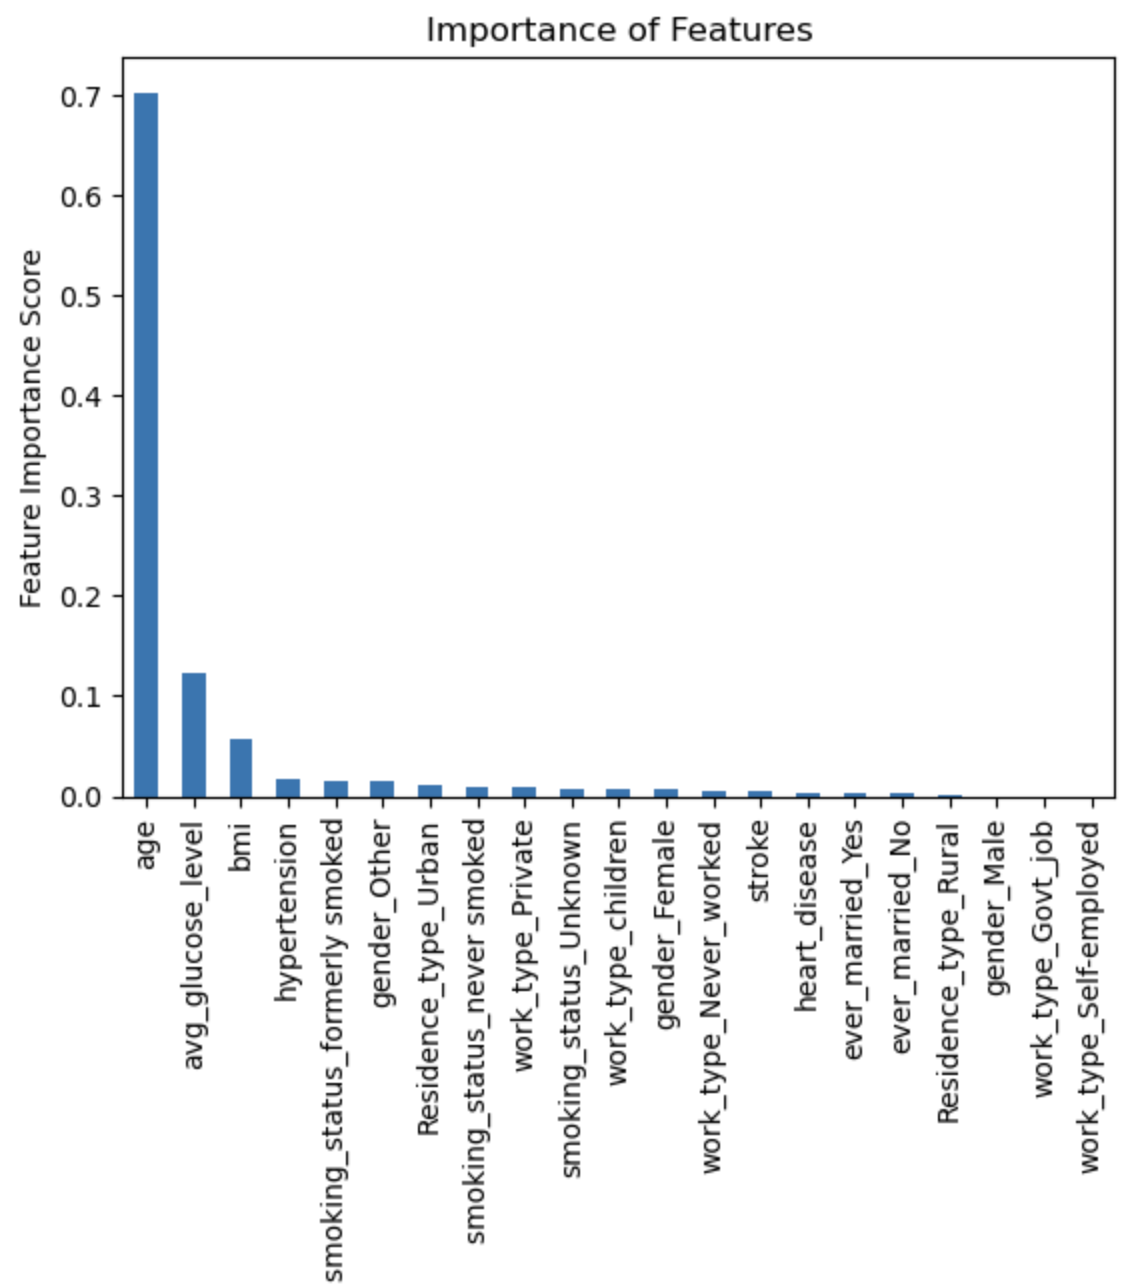 Importance of Features
Feature Importance Score
0.7
0.6
0.5
0.4
0.3
0.2
0.1
0.0
age
avg_glucose_level
bmi
hypertension
smoking_status_formerly smoked
gender_Other
Residence_type_Urban
smoking_status_never smoked
work_type_Private
smoking_status_Unknown
work_type_children
gender_Female
work_type_Never_worked
stroke
heart_disease
ever_married_Yes
ever_married_No
Residence_type_Rural
gender_Male
work_type_Govt_job
work_type_Self-employed